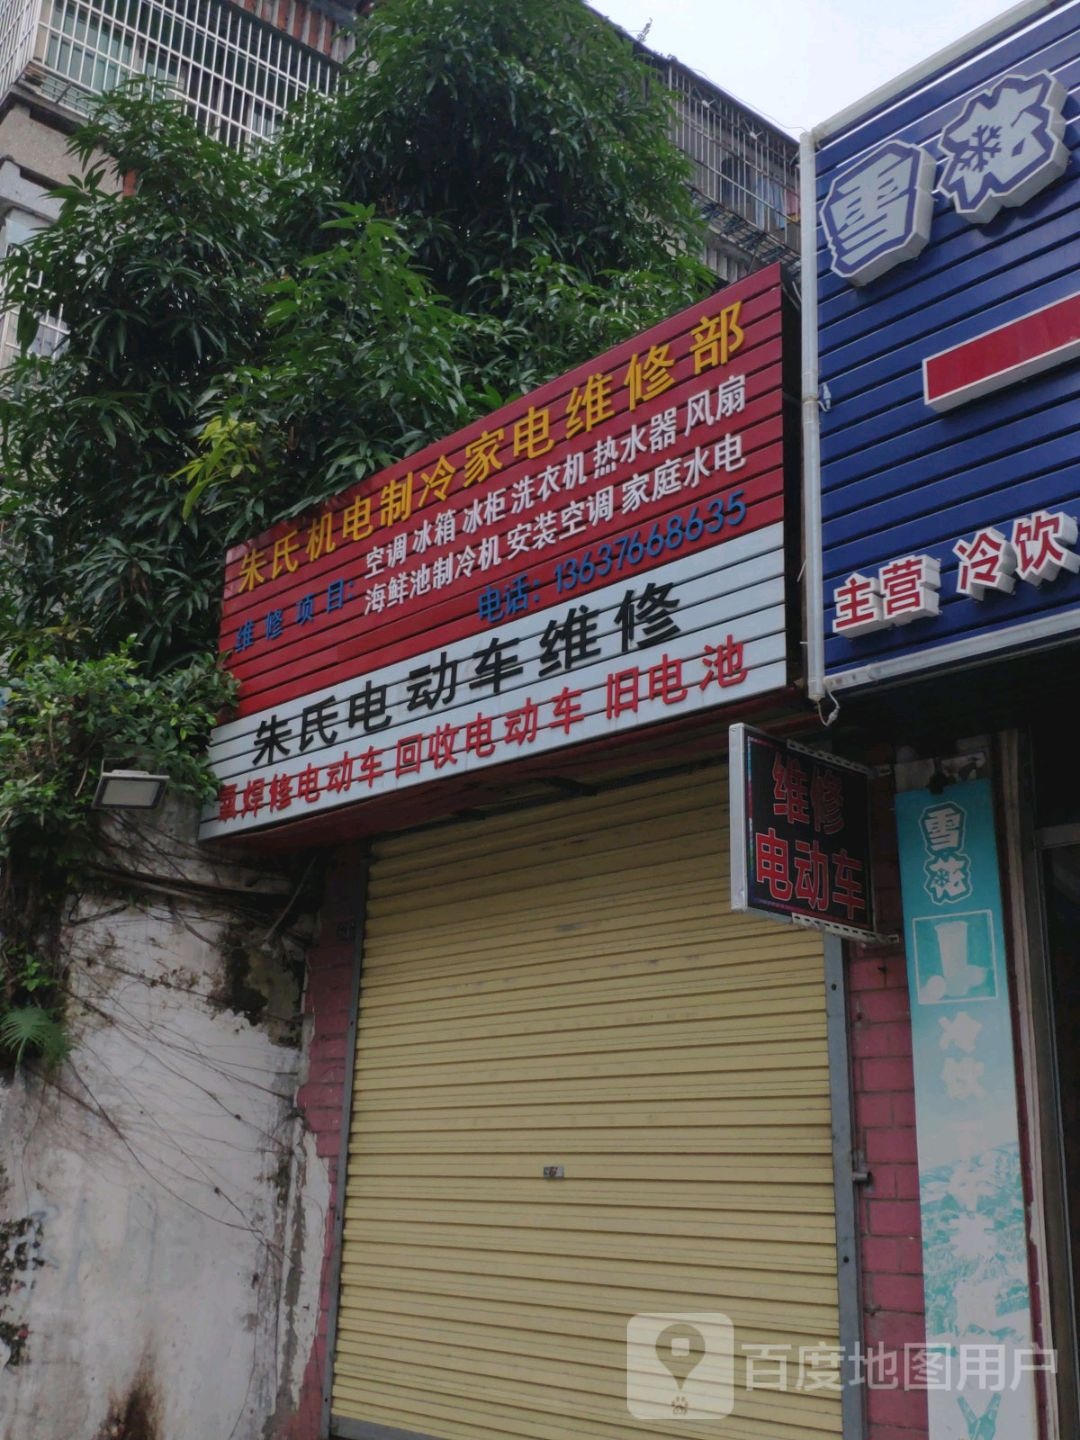 朱氏机电制冷家电维修部
维修项目：
空调 冰箱 冰柜 洗衣机 热水器 风扇
海鲜池制冷机 安装空调 家庭水电
电话：13637668635
朱氏电动车维修
氧焊修电动车 回收电动车 旧电池
维修
电动车
雪花
主营 冷饮
雪花
冷饮
百度地图用户